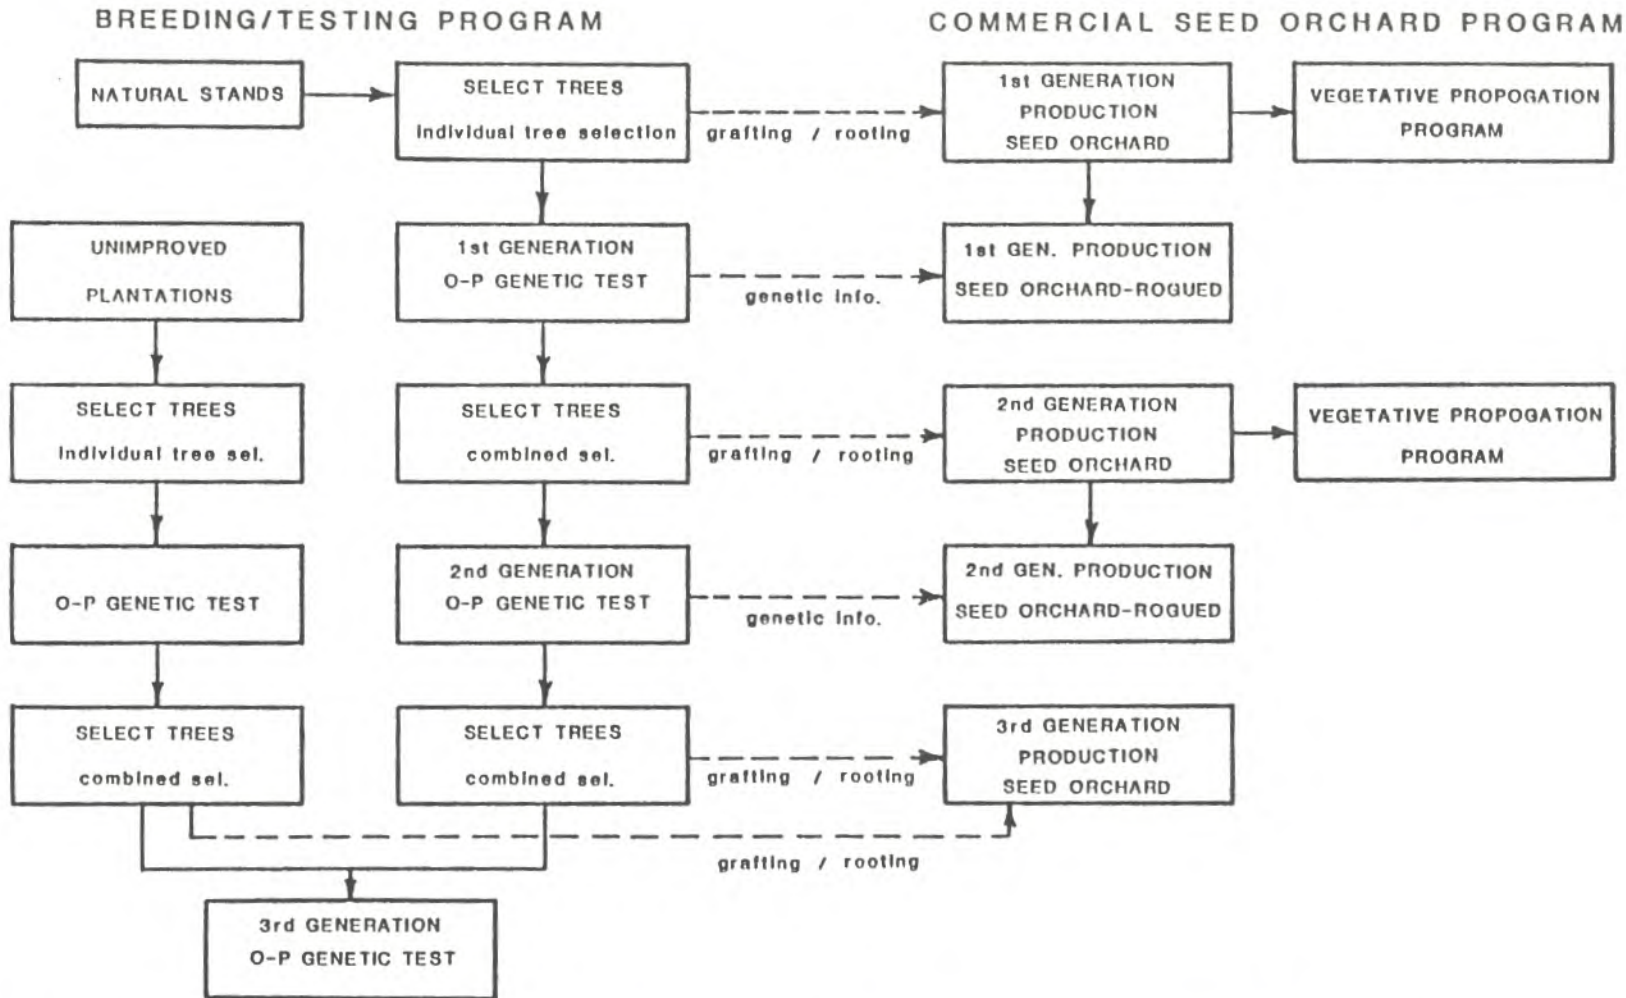 BREEDING/TESTING PROGRAM
COMMERCIAL SEED ORCHARD PROGRAM
NATURAL STANDS
SELECT TREES
individual tree selection
grafting / rooting
1st GENERATION
PRODUCTION
SEED ORCHARD
VEGETATIVE PROPOGATION
PROGRAM
UNIMPROVED
PLANTATIONS
1st GENERATION
O-P GENETIC TEST
genetic info.
1st GEN. PRODUCTION
SEED ORCHARD-ROGUED
SELECT TREES
individual tree sel.
SELECT TREES
combined sel.
grafting / rooting
2nd GENERATION
PRODUCTION
SEED ORCHARD
VEGETATIVE PROPOGATION
PROGRAM
O-P GENETIC TEST
2nd GENERATION
O-P GENETIC TEST
genetic info.
2nd GEN. PRODUCTION
SEED ORCHARD-ROGUED
SELECT TREES
combined sel.
SELECT TREES
combined sel.
grafting / rooting
3rd GENERATION
PRODUCTION
SEED ORCHARD
grafting / rooting
3rd GENERATION
O-P GENETIC TEST